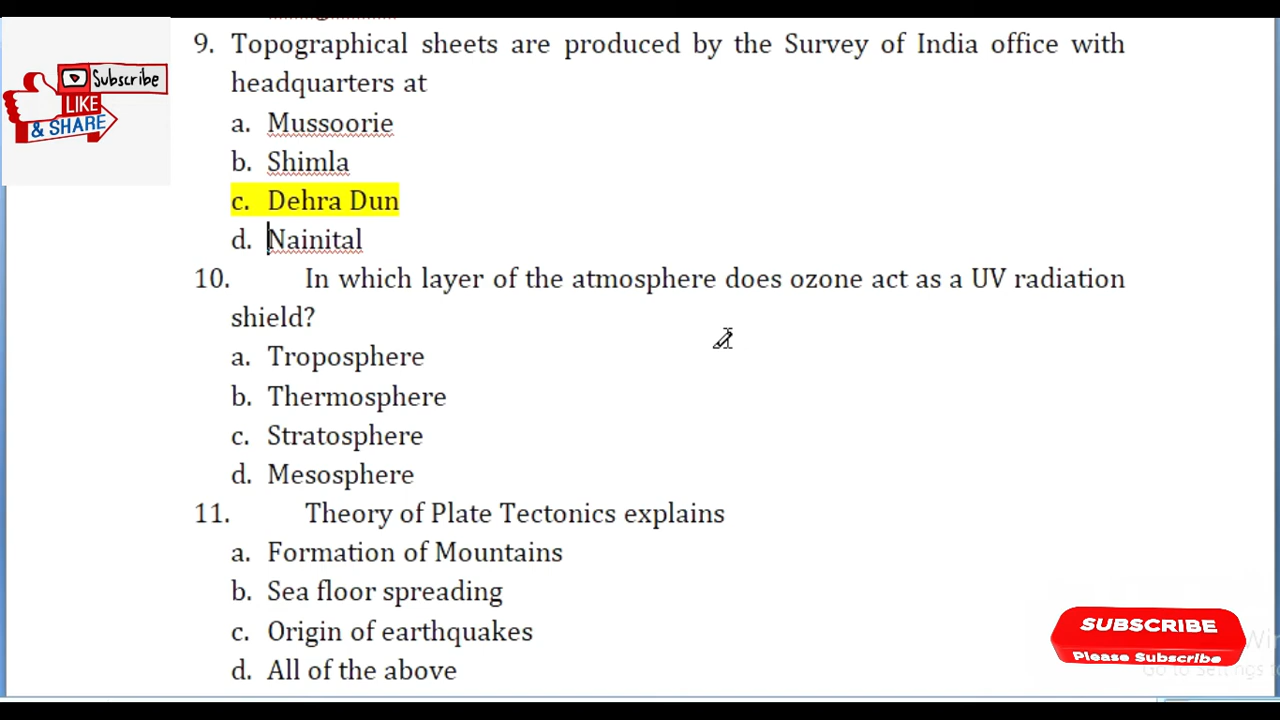 9. Topographical sheets are produced by the Survey of India office with
headquarters at
a. Mussoorie
b. Shimla
c. Dehra Dun
d. Nainital
10. In which layer of the atmosphere does ozone act as a UV radiation
shield?
a. Troposphere
b. Thermosphere
c. Stratosphere
d. Mesosphere
11. Theory of Plate Tectonics explains
a. Formation of Mountains
b. Sea floor spreading
c. Origin of earthquakes
d. All of the above
Subscribe
LIKE
& SHARE
SUBSCRIBE
Please Subscribe